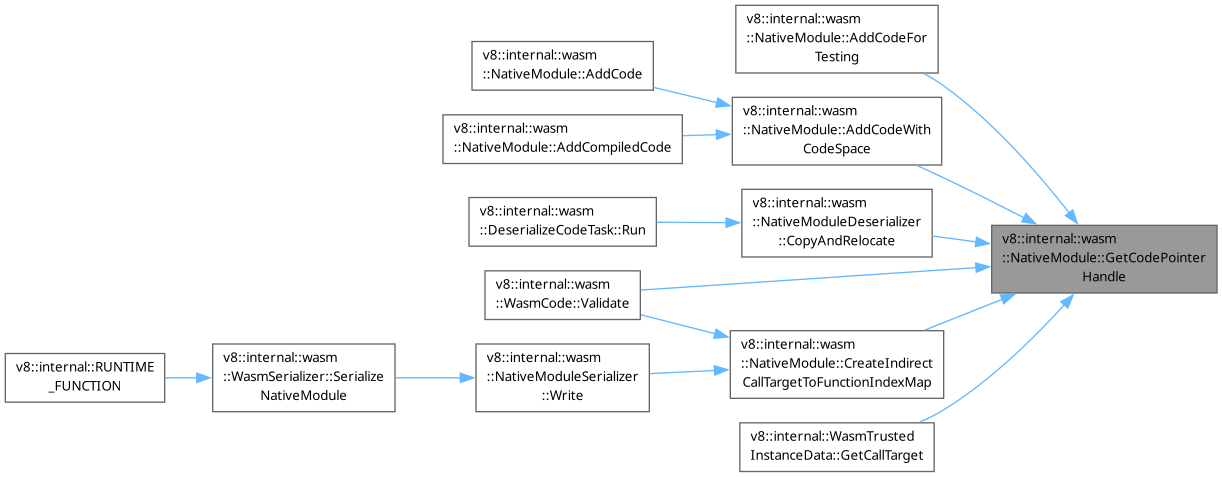 v8::internal::wasm
::NativeModule::AddCodeFor
Testing
v8::internal::wasm
::NativeModule::AddCode
v8::internal::wasm
::NativeModule::AddCodeWith
CodeSpace
v8::internal::wasm
::NativeModule::AddCompiledCode
v8::internal::wasm
::NativeModuleDeserializer
::CopyAndRelocate
v8::internal::wasm
::DeserializeCodeTask::Run
v8::internal::wasm
::NativeModule::GetCodePointer
Handle
v8::internal::wasm
::WasmCode::Validate
v8::internal::wasm
::NativeModule::CreateIndirect
CallTargetToFunctionIndexMap
v8::internal::wasm
::NativeModuleSerializer
::Write
v8::internal::wasm
::WasmSerializer::Serialize
NativeModule
v8::internal::RUNTIME
_FUNCTION
v8::internal::WasmTrusted
InstanceData::GetCallTarget